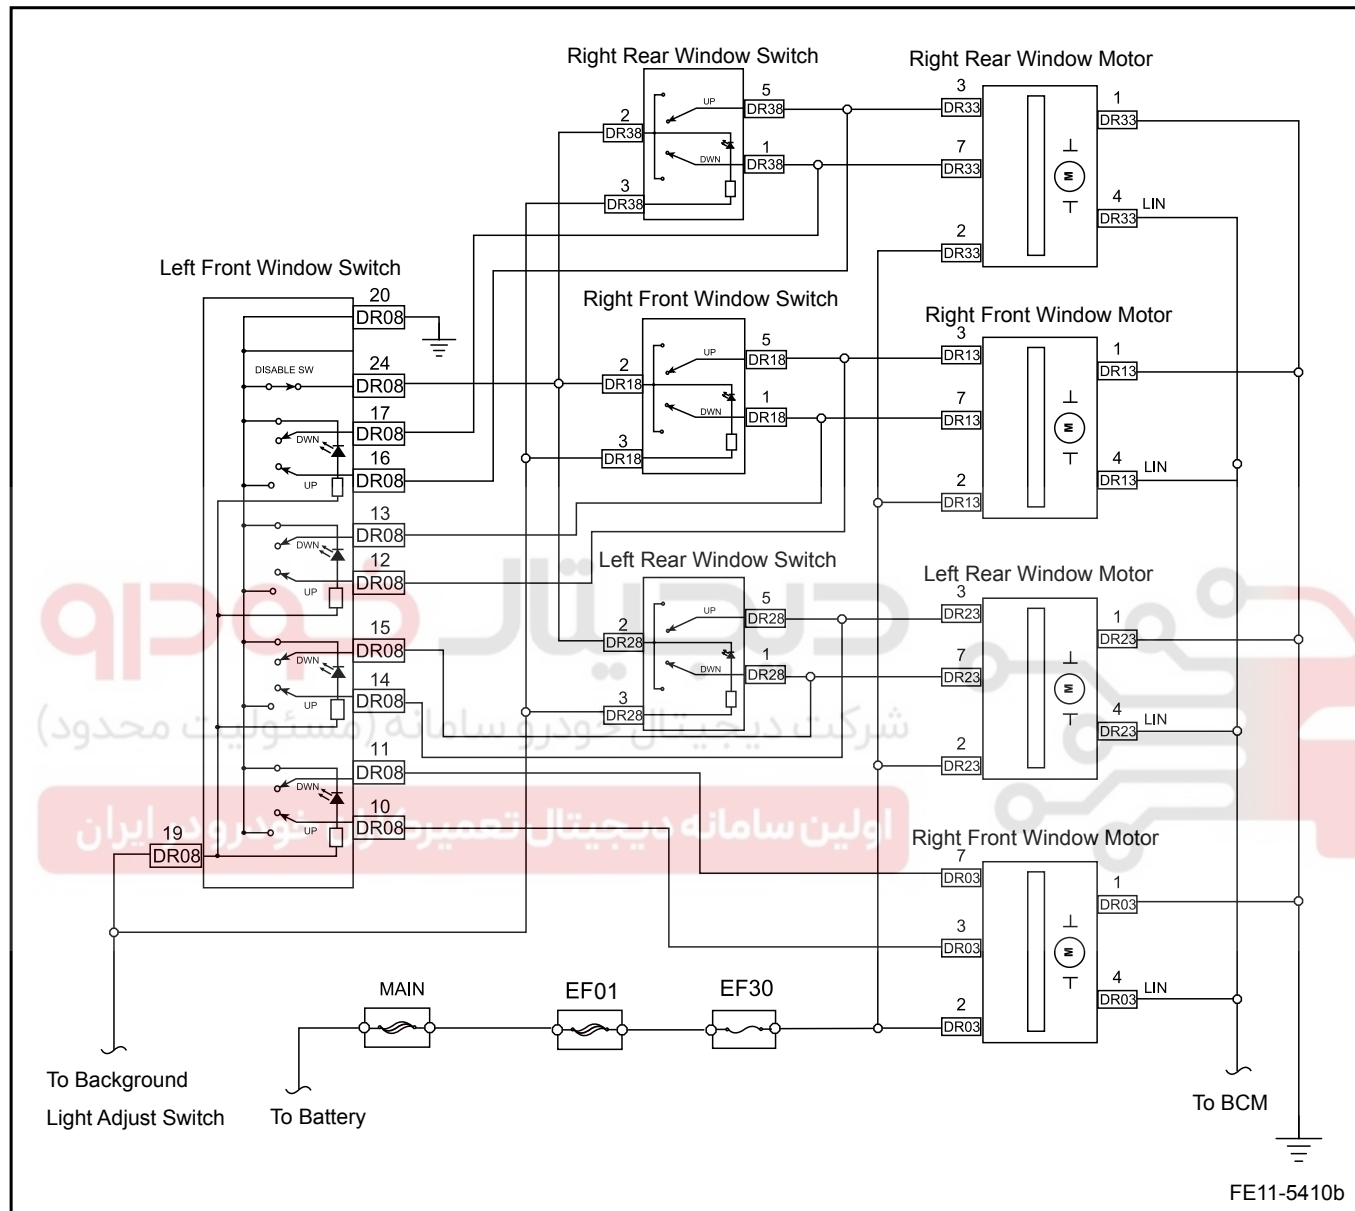 Right Rear Window Switch
Right Rear Window Motor
5
DR38
UP
2
DR38
1
DR38
DWN
3
DR38
3
DR33
7
DR33
2
DR33
1
DR33
4
DR33
LIN
M
Left Front Window Switch
20
DR08
24
DR08
DISABLE SW
17
DR08
DWN
16
DR08
UP
13
DR08
DWN
12
DR08
UP
15
DR08
DWN
14
DR08
UP
11
DR08
DWN
10
DR08
UP
19
DR08
Right Front Window Switch
5
DR18
UP
2
DR18
1
DR18
DWN
3
DR18
Right Front Window Motor
3
DR13
7
DR13
2
DR13
1
DR13
4
DR13
LIN
M
Left Rear Window Switch
5
DR28
UP
2
DR28
1
DR28
DWN
3
DR28
Left Rear Window Motor
3
DR23
7
DR23
2
DR23
1
DR23
4
DR23
LIN
M
دیجیتال خودرو
شرکت دیجیتال خودرو سامانه (مسئولیت محدود)
اولین سامانه دیجیتال تعمیرکاران خودرو در ایران
Right Front Window Motor
7
DR03
3
DR03
2
DR03
1
DR03
4
DR03
LIN
M
MAIN
EF01
EF30
To Background
Light Adjust Switch
To Battery
To BCM
FE11-5410b